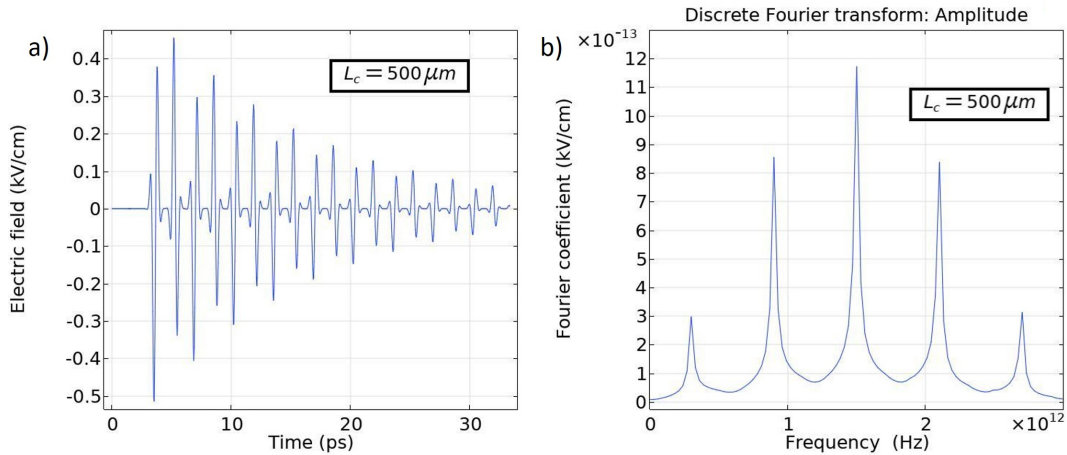 a)
Electric field (kV/cm)
0.4
0.3
0.2
0.1
0
-0.1
-0.2
-0.3
-0.4
-0.5
L_c = 500 μm
0 10 20 30
Time (ps)
b)
Discrete Fourier transform: Amplitude
×10⁻¹³
Fourier coefficient (kV/cm)
12
11
10
9
8
7
6
5
4
3
2
1
0
L_c = 500 μm
0 1 2 ×10¹²
Frequency (Hz)